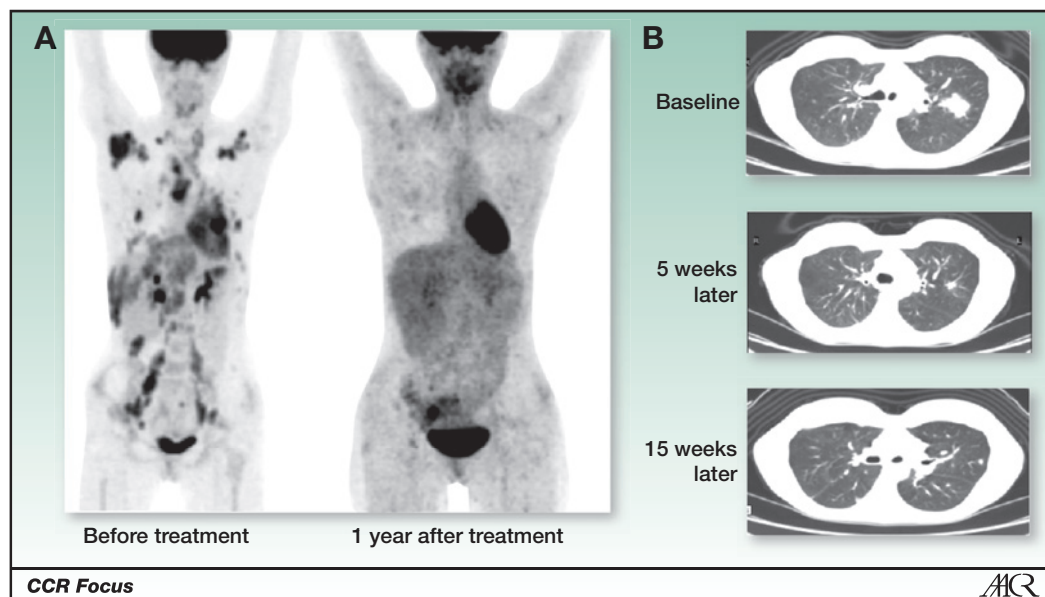 A
B
Baseline
5 weeks
later
15 weeks
later
Before treatment
1 year after treatment
CCR Focus
AACR